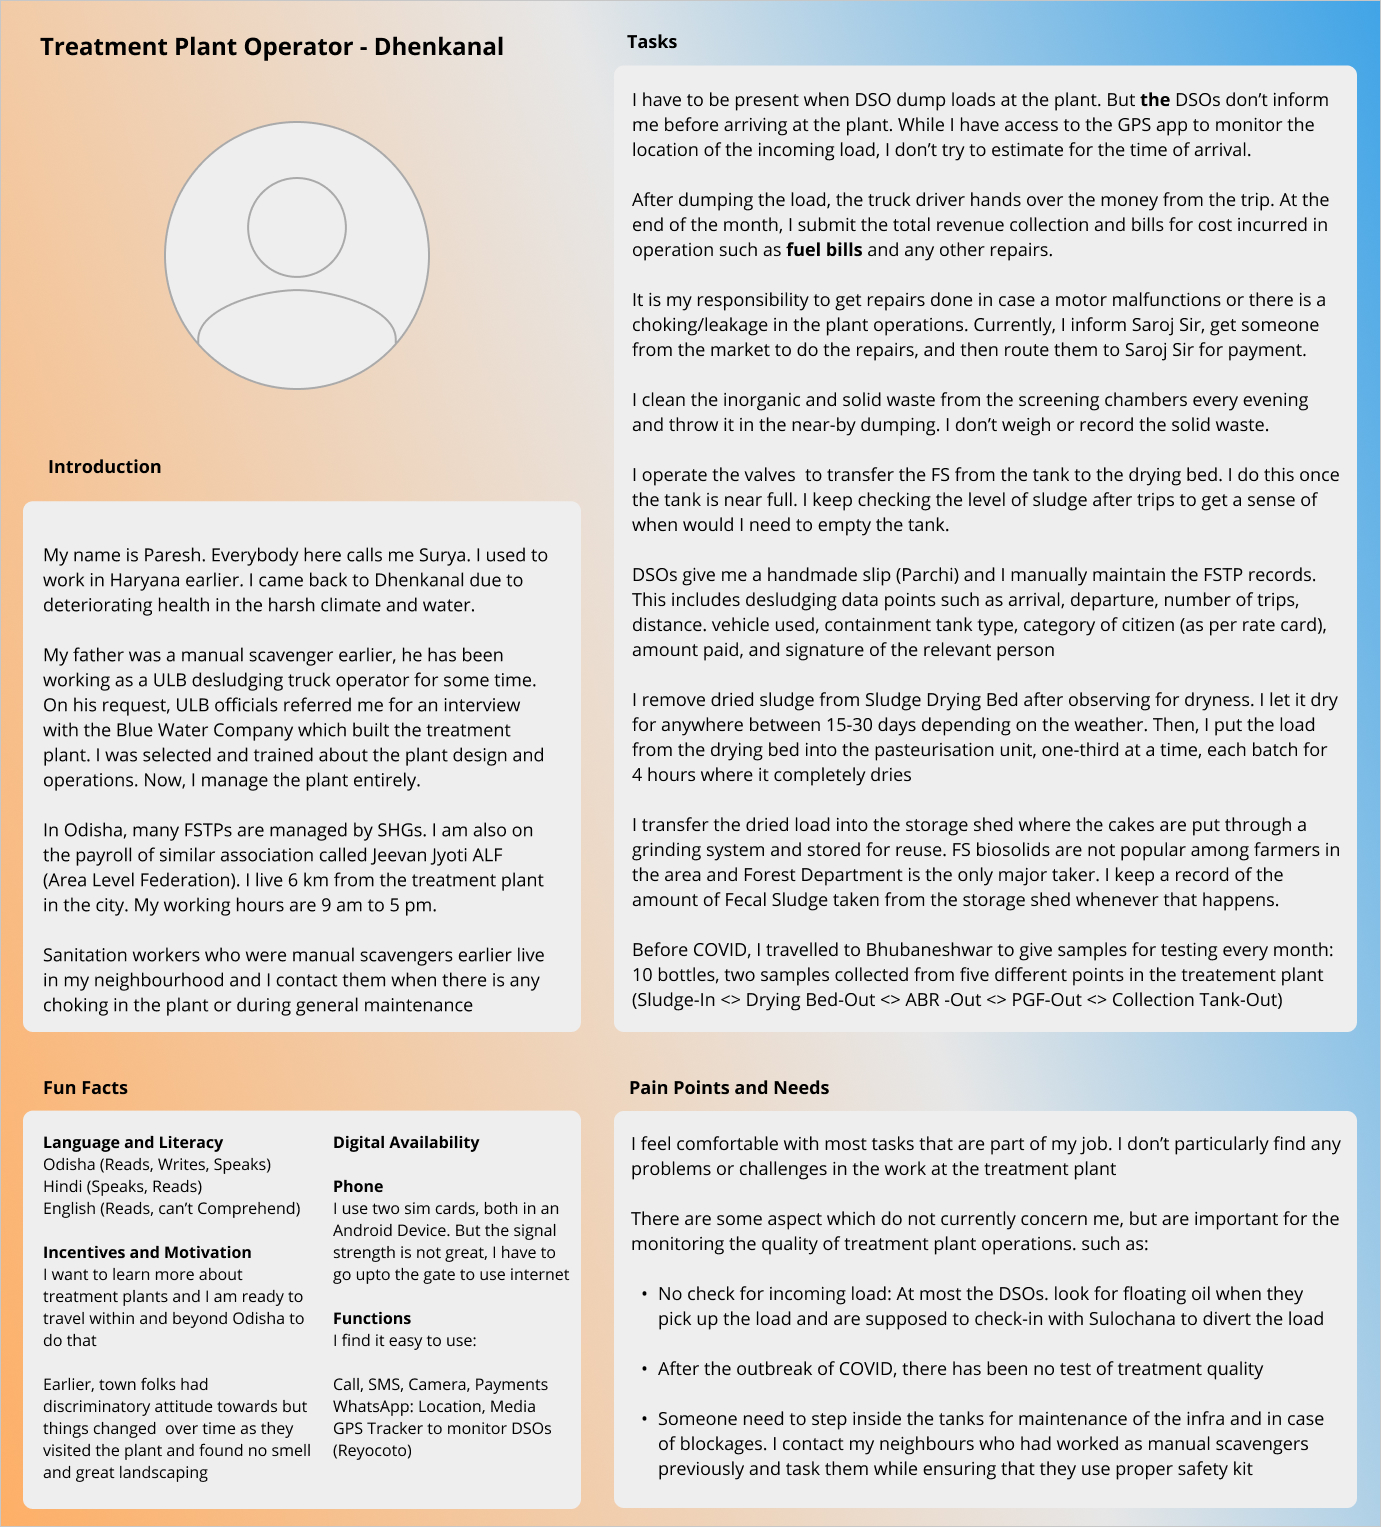 Treatment Plant Operator - Dhenkanal
Introduction
My name is Paresh. Everybody here calls me Surya. I used to
work in Haryana earlier. I came back to Dhenkanal due to
deteriorating health in the harsh climate and water.
My father was a manual scavenger earlier, he has been
working as a ULB desludging truck operator for some time.
On his request, ULB officials referred me for an interview
with the Blue Water Company which built the treatment
plant. I was selected and trained about the plant design and
operations. Now, I manage the plant entirely.
In Odisha, many FSTPs are managed by SHGs. I am also on
the payroll of similar association called Jeevan Jyoti ALF
(Area Level Federation). I live 6 km from the treatment plant
in the city. My working hours are 9 am to 5 pm.
Sanitation workers who were manual scavengers earlier live
in my neighbourhood and I contact them when there is any
choking in the plant or during general maintenance
Tasks
I have to be present when DSO dump loads at the plant. But the DSOs don’t inform
me before arriving at the plant. While I have access to the GPS app to monitor the
location of the incoming load, I don’t try to estimate for the time of arrival.
After dumping the load, the truck driver hands over the money from the trip. At the
end of the month, I submit the total revenue collection and bills for cost incurred in
operation such as fuel bills and any other repairs.
It is my responsibility to get repairs done in case a motor malfunctions or there is a
choking/leakage in the plant operations. Currently, I inform Saroj Sir, get someone
from the market to do the repairs, and then route them to Saroj Sir for payment.
I clean the inorganic and solid waste from the screening chambers every evening
and throw it in the near-by dumping. I don’t weigh or record the solid waste.
I operate the valves  to transfer the FS from the tank to the drying bed. I do this once
the tank is near full. I keep checking the level of sludge after trips to get a sense of
when would I need to empty the tank.
DSOs give me a handmade slip (Parchi) and I manually maintain the FSTP records.
This includes desludging data points such as arrival, departure, number of trips,
distance. vehicle used, containment tank type, category of citizen (as per rate card),
amount paid, and signature of the relevant person
I remove dried sludge from Sludge Drying Bed after observing for dryness. I let it dry
for anywhere between 15-30 days depending on the weather. Then, I put the load
from the drying bed into the pasteurisation unit, one-third at a time, each batch for
4 hours where it completely dries
I transfer the dried load into the storage shed where the cakes are put through a
grinding system and stored for reuse. FS biosolids are not popular among farmers in
the area and Forest Department is the only major taker. I keep a record of the
amount of Fecal Sludge taken from the storage shed whenever that happens.
Before COVID, I travelled to Bhubaneshwar to give samples for testing every month:
10 bottles, two samples collected from five different points in the treatement plant
(Sludge-In <> Drying Bed-Out <> ABR -Out <> PGF-Out <> Collection Tank-Out)
Fun Facts
Language and Literacy
Odisha (Reads, Writes, Speaks)
Hindi (Speaks, Reads)
English (Reads, can’t Comprehend)
Incentives and Motivation
I want to learn more about
treatment plants and I am ready to
travel within and beyond Odisha to
do that
Earlier, town folks had
discriminatory attitude towards but
things changed  over time as they
visited the plant and found no smell
and great landscaping
Digital Availability
Phone
I use two sim cards, both in an
Android Device. But the signal
strength is not great, I have to
go upto the gate to use internet
Functions
I find it easy to use:
Call, SMS, Camera, Payments
WhatsApp: Location, Media
GPS Tracker to monitor DSOs
(Reyocoto)
Pain Points and Needs
I feel comfortable with most tasks that are part of my job. I don’t particularly find any
problems or challenges in the work at the treatment plant
There are some aspect which do not currently concern me, but are important for the
monitoring the quality of treatment plant operations. such as:
• No check for incoming load: At most the DSOs. look for floating oil when they
pick up the load and are supposed to check-in with Sulochana to divert the load
• After the outbreak of COVID, there has been no test of treatment quality
• Someone need to step inside the tanks for maintenance of the infra and in case
of blockages. I contact my neighbours who had worked as manual scavengers
previously and task them while ensuring that they use proper safety kit